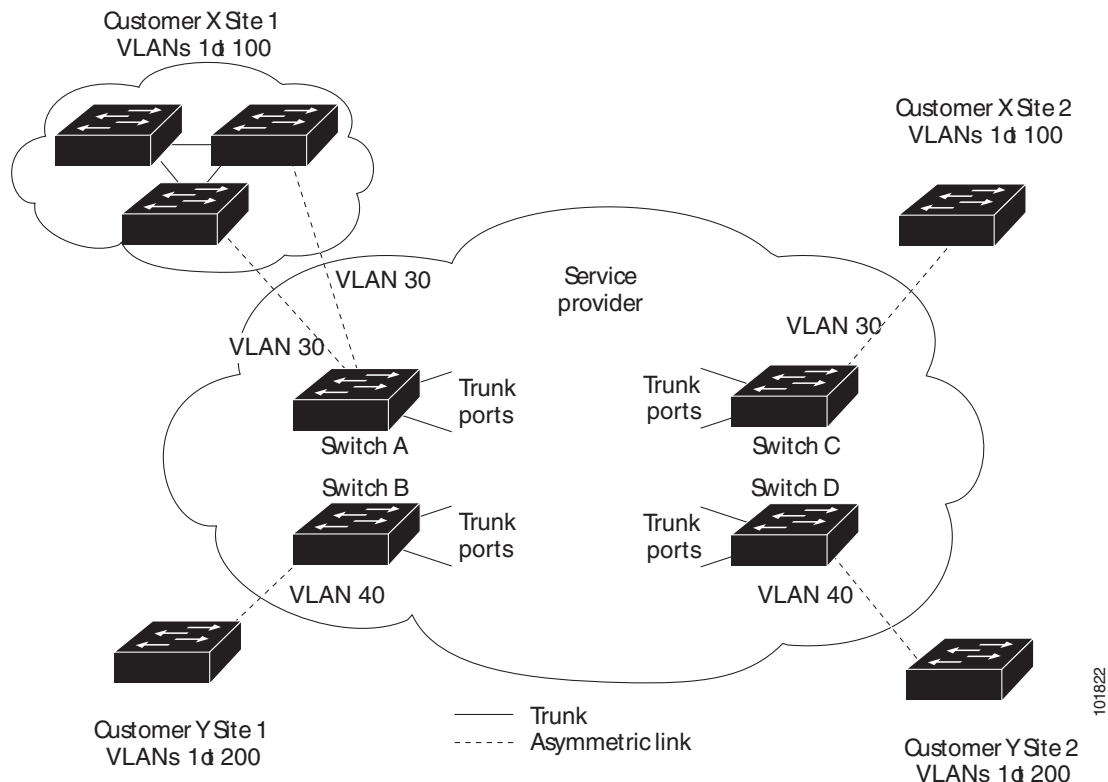 Customer X Site 1
VLANs 1 to 100
Customer X Site 2
VLANs 1 to 100
VLAN 30
Service
provider
VLAN 30
VLAN 30
Trunk
ports
Trunk
ports
Switch A
Switch C
Switch B
Switch D
Trunk
ports
Trunk
ports
VLAN 40
VLAN 40
Customer Y Site 1
VLANs 1 to 200
Trunk
Asymmetric link
Customer Y Site 2
VLANs 1 to 200
101822